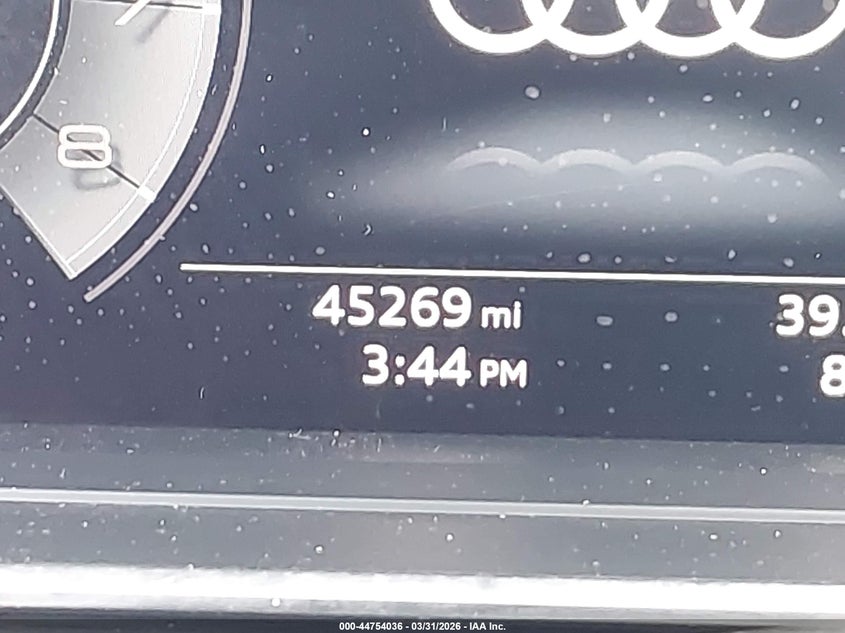 8
45269 mi
3:44 PM
000-44754036 - 03/31/2026 - IAA Inc.